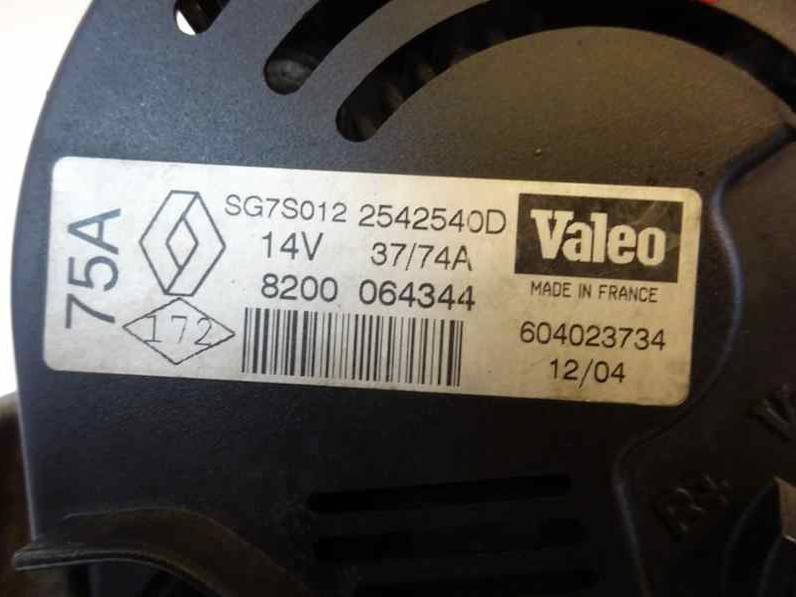 75A
SG7S012 2542540D
14V 37/74A
8200 064344
172
Valeo
MADE IN FRANCE
604023734
12/04